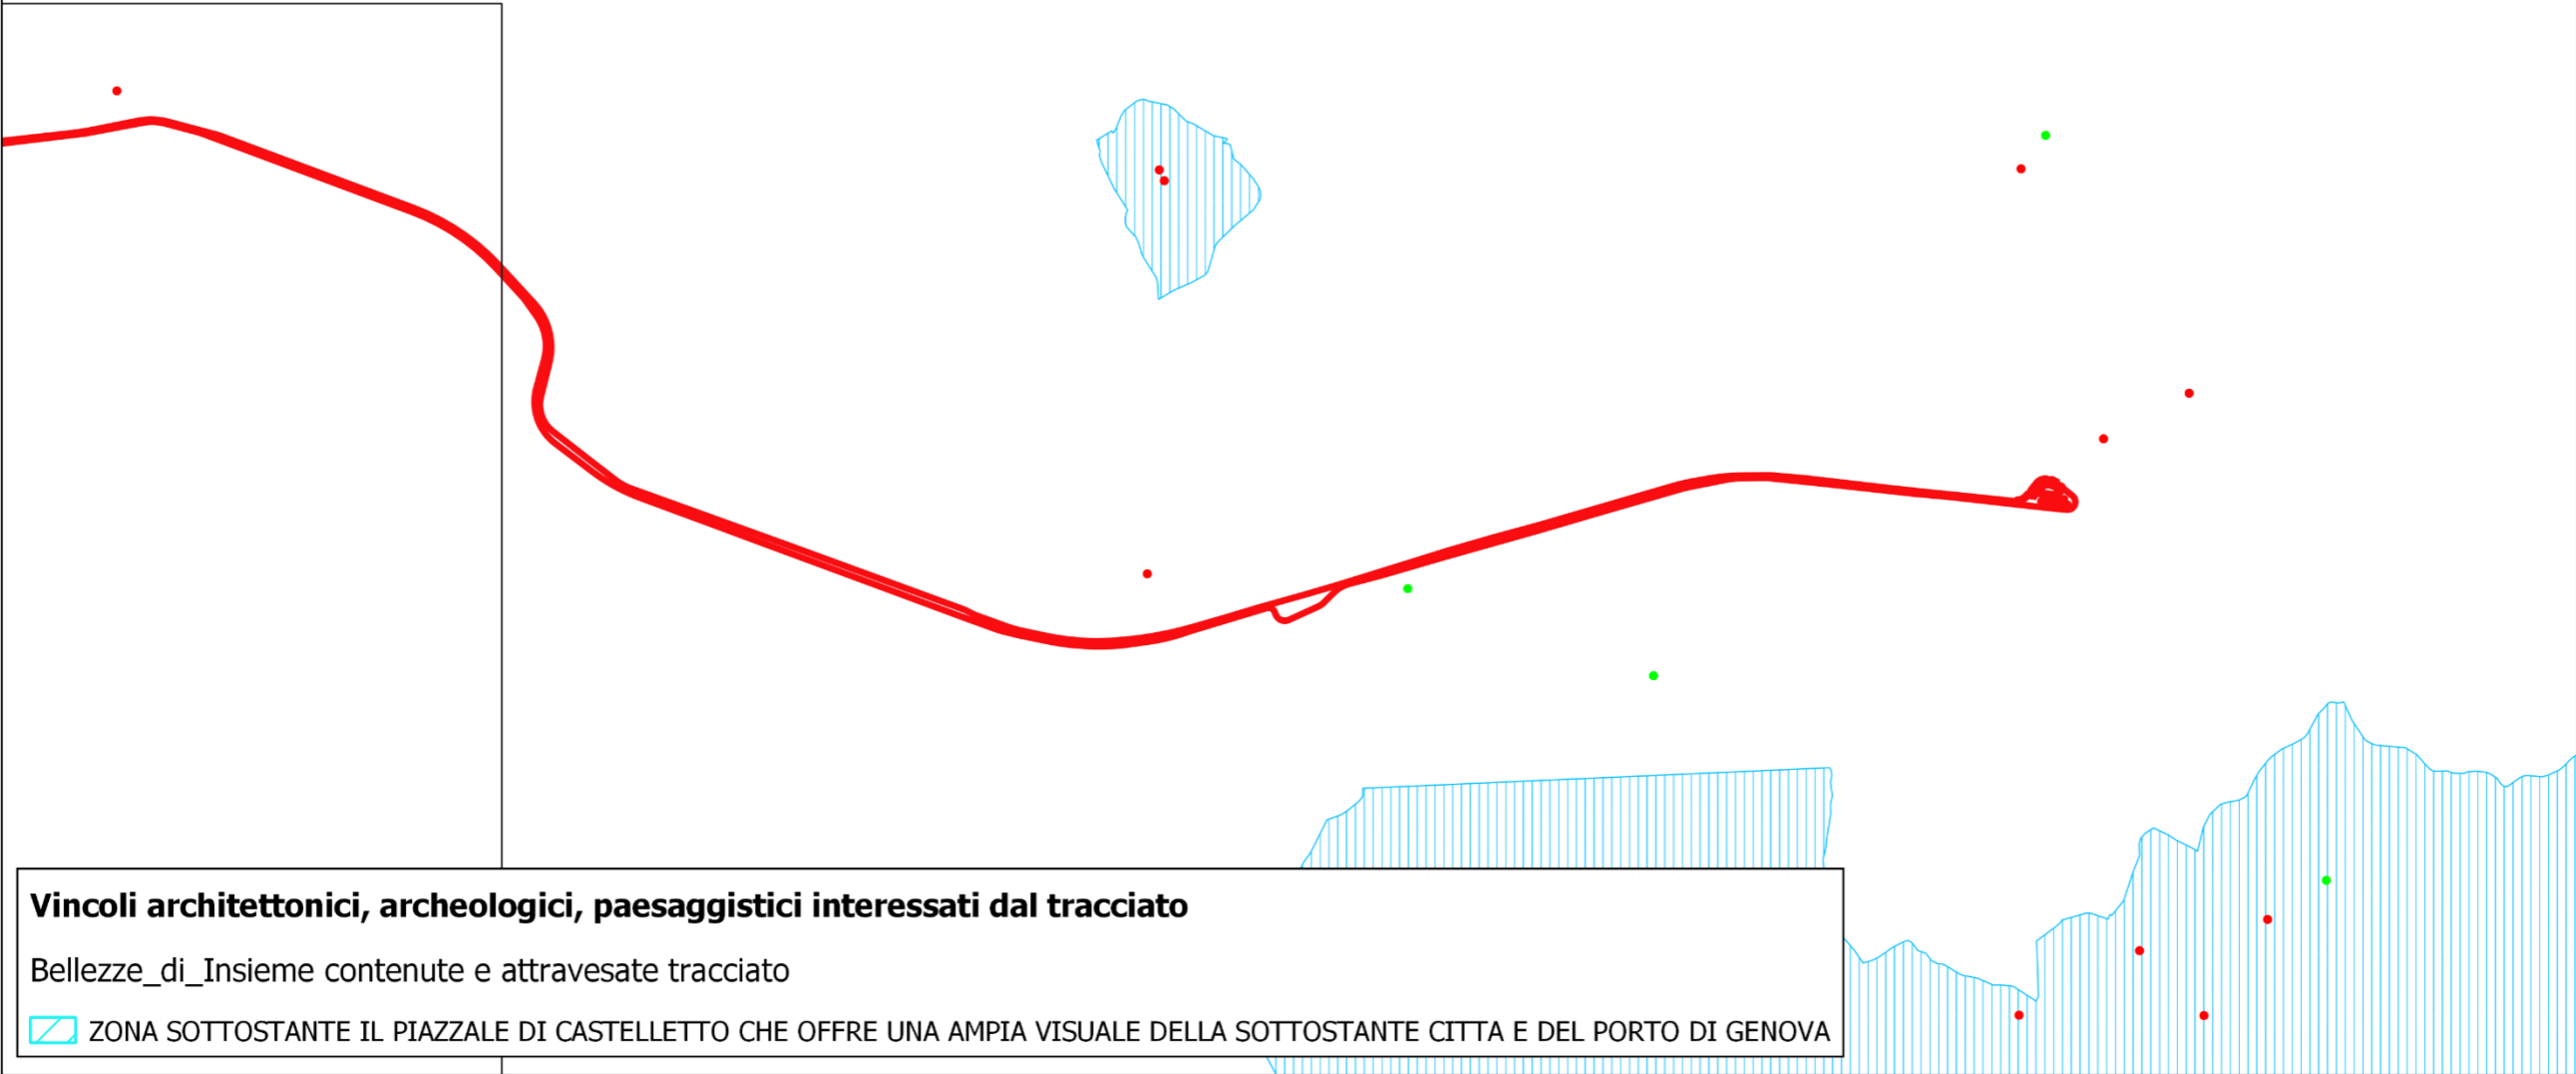 Vincoli architettonici, archeologici, paesaggistici interessati dal tracciato
Bellezze_di_Insieme contenute e attravesate tracciato
ZONA SOTTOSTANTE IL PIAZZALE DI CASTELLETTO CHE OFFRE UNA AMPIA VISUALE DELLA SOTTOSTANTE CITTA E DEL PORTO DI GENOVA